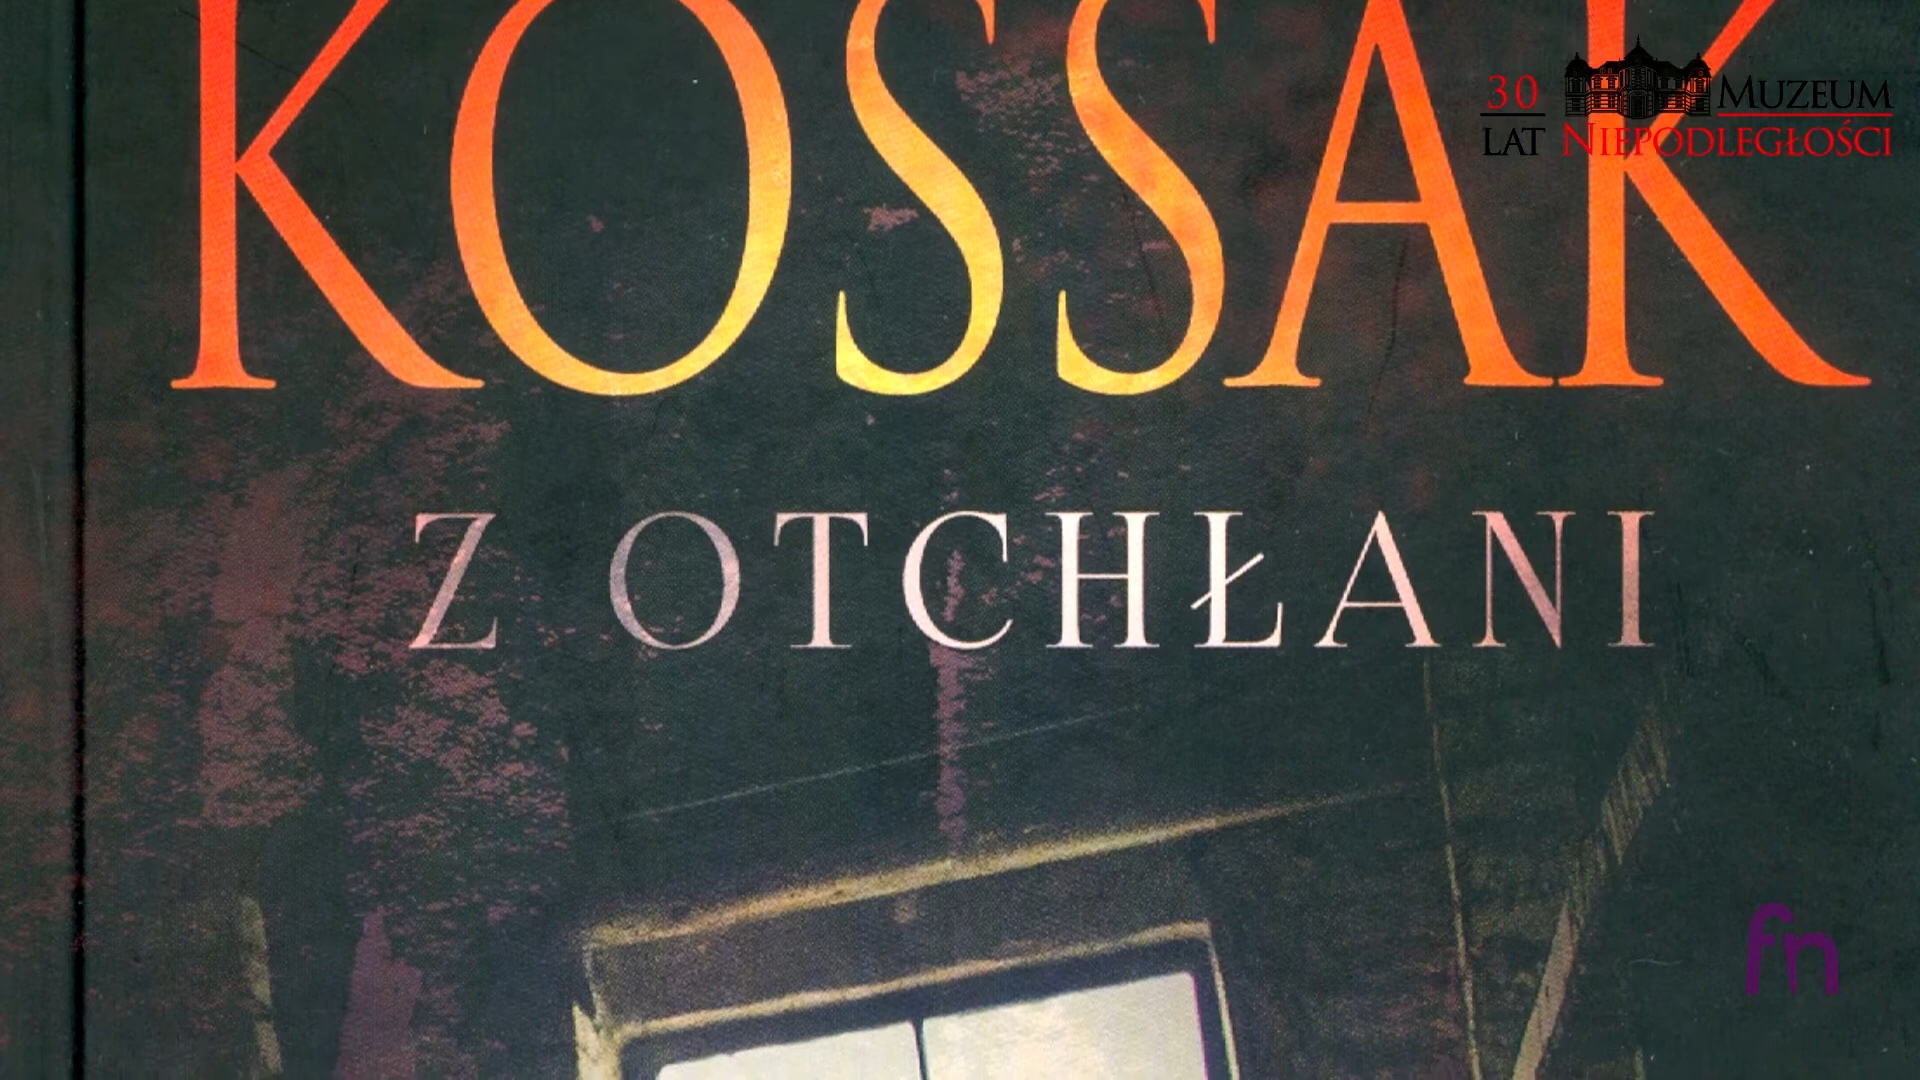 KOSSAK
30 LAT
MUZEUM
NIEPODLEGŁOŚCI
Z OTCHŁANI
fn